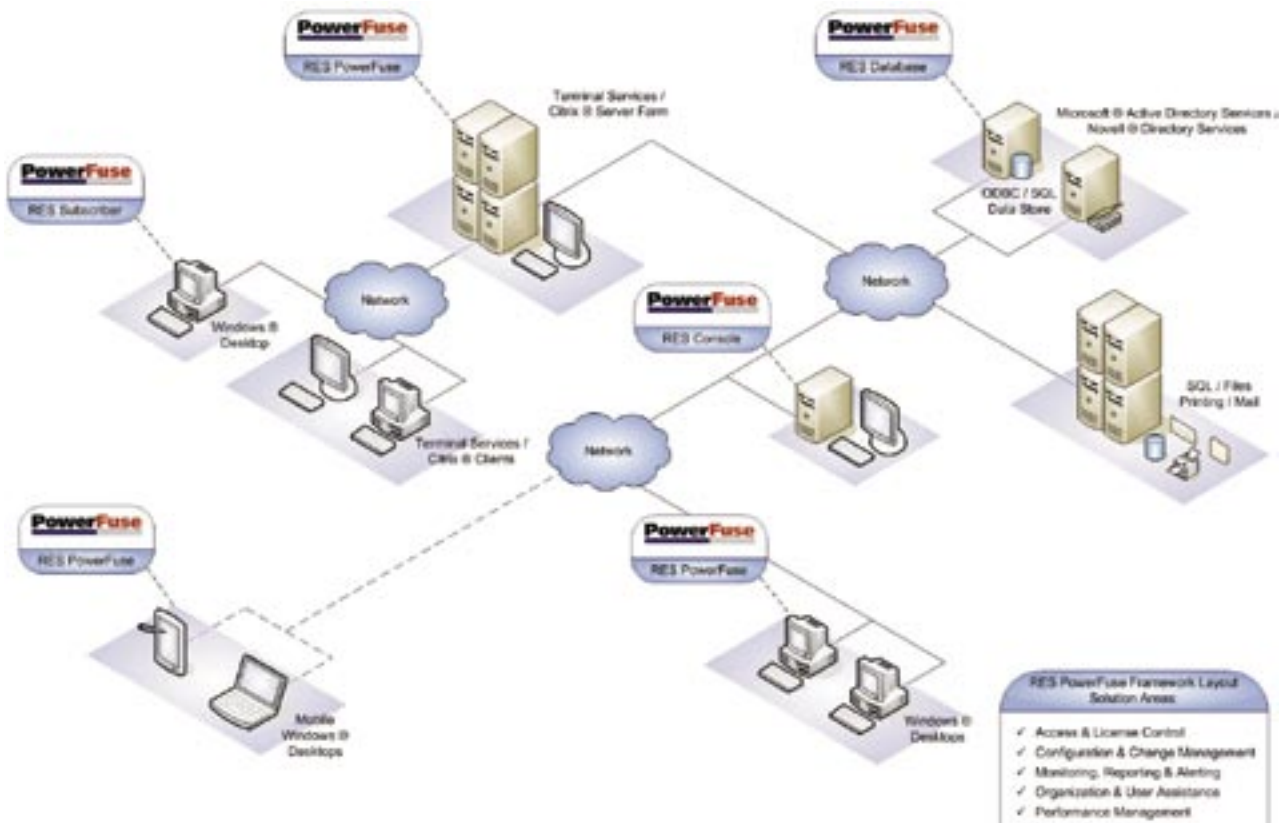 PowerFuse
RES PowerFuse
Terminal Services /
Citrix ® Server Farm
PowerFuse
RES Database
Microsoft ® Active Directory Services /
Novell ® Directory Services
ODBC / SQL
Data Store
PowerFuse
RES Subscriber
Windows ®
Desktop
Network
Terminal Services /
Citrix ® Clients
Network
PowerFuse
RES Console
SQL / Files
Printing / Mail
Network
PowerFuse
RES PowerFuse
Mobile
Windows ®
Desktops
PowerFuse
RES PowerFuse
Windows ®
Desktops
RES PowerFuse Framework Layout
Solution Areas:
✓ Access & License Control
✓ Configuration & Change Management
✓ Monitoring, Reporting & Alerting
✓ Organization & User Assistance
✓ Performance Management